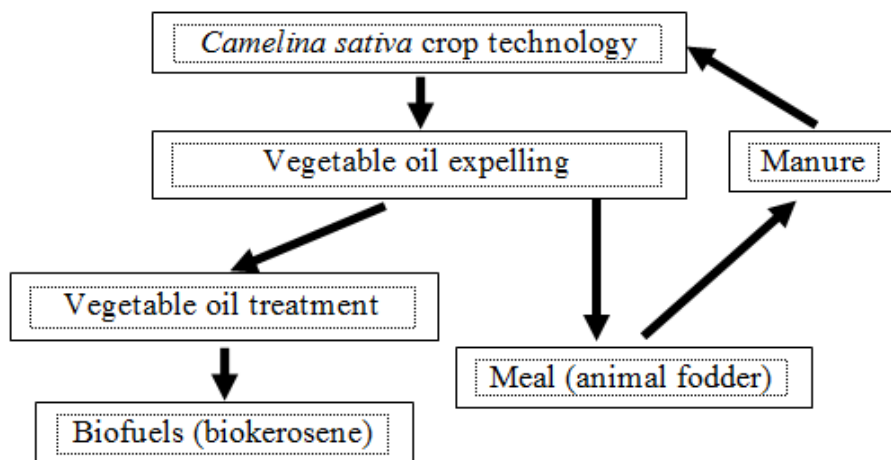 Camelina sativa crop technology
Vegetable oil expelling
Manure
Vegetable oil treatment
Meal (animal fodder)
Biofuels (biokerosene)